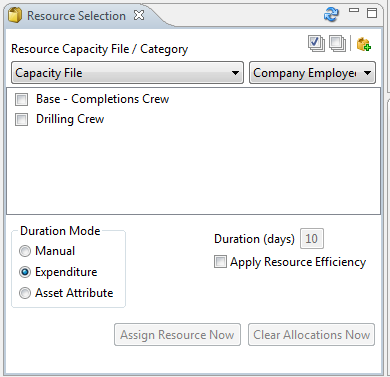 Resource Selection
Resource Capacity File / Category
Capacity File Company Employee
Base - Completions Crew
Drilling Crew
Duration Mode
Manual
Expenditure
Asset Attribute
Duration (days) 10
Apply Resource Efficiency
Assign Resource Now Clear Allocations Now